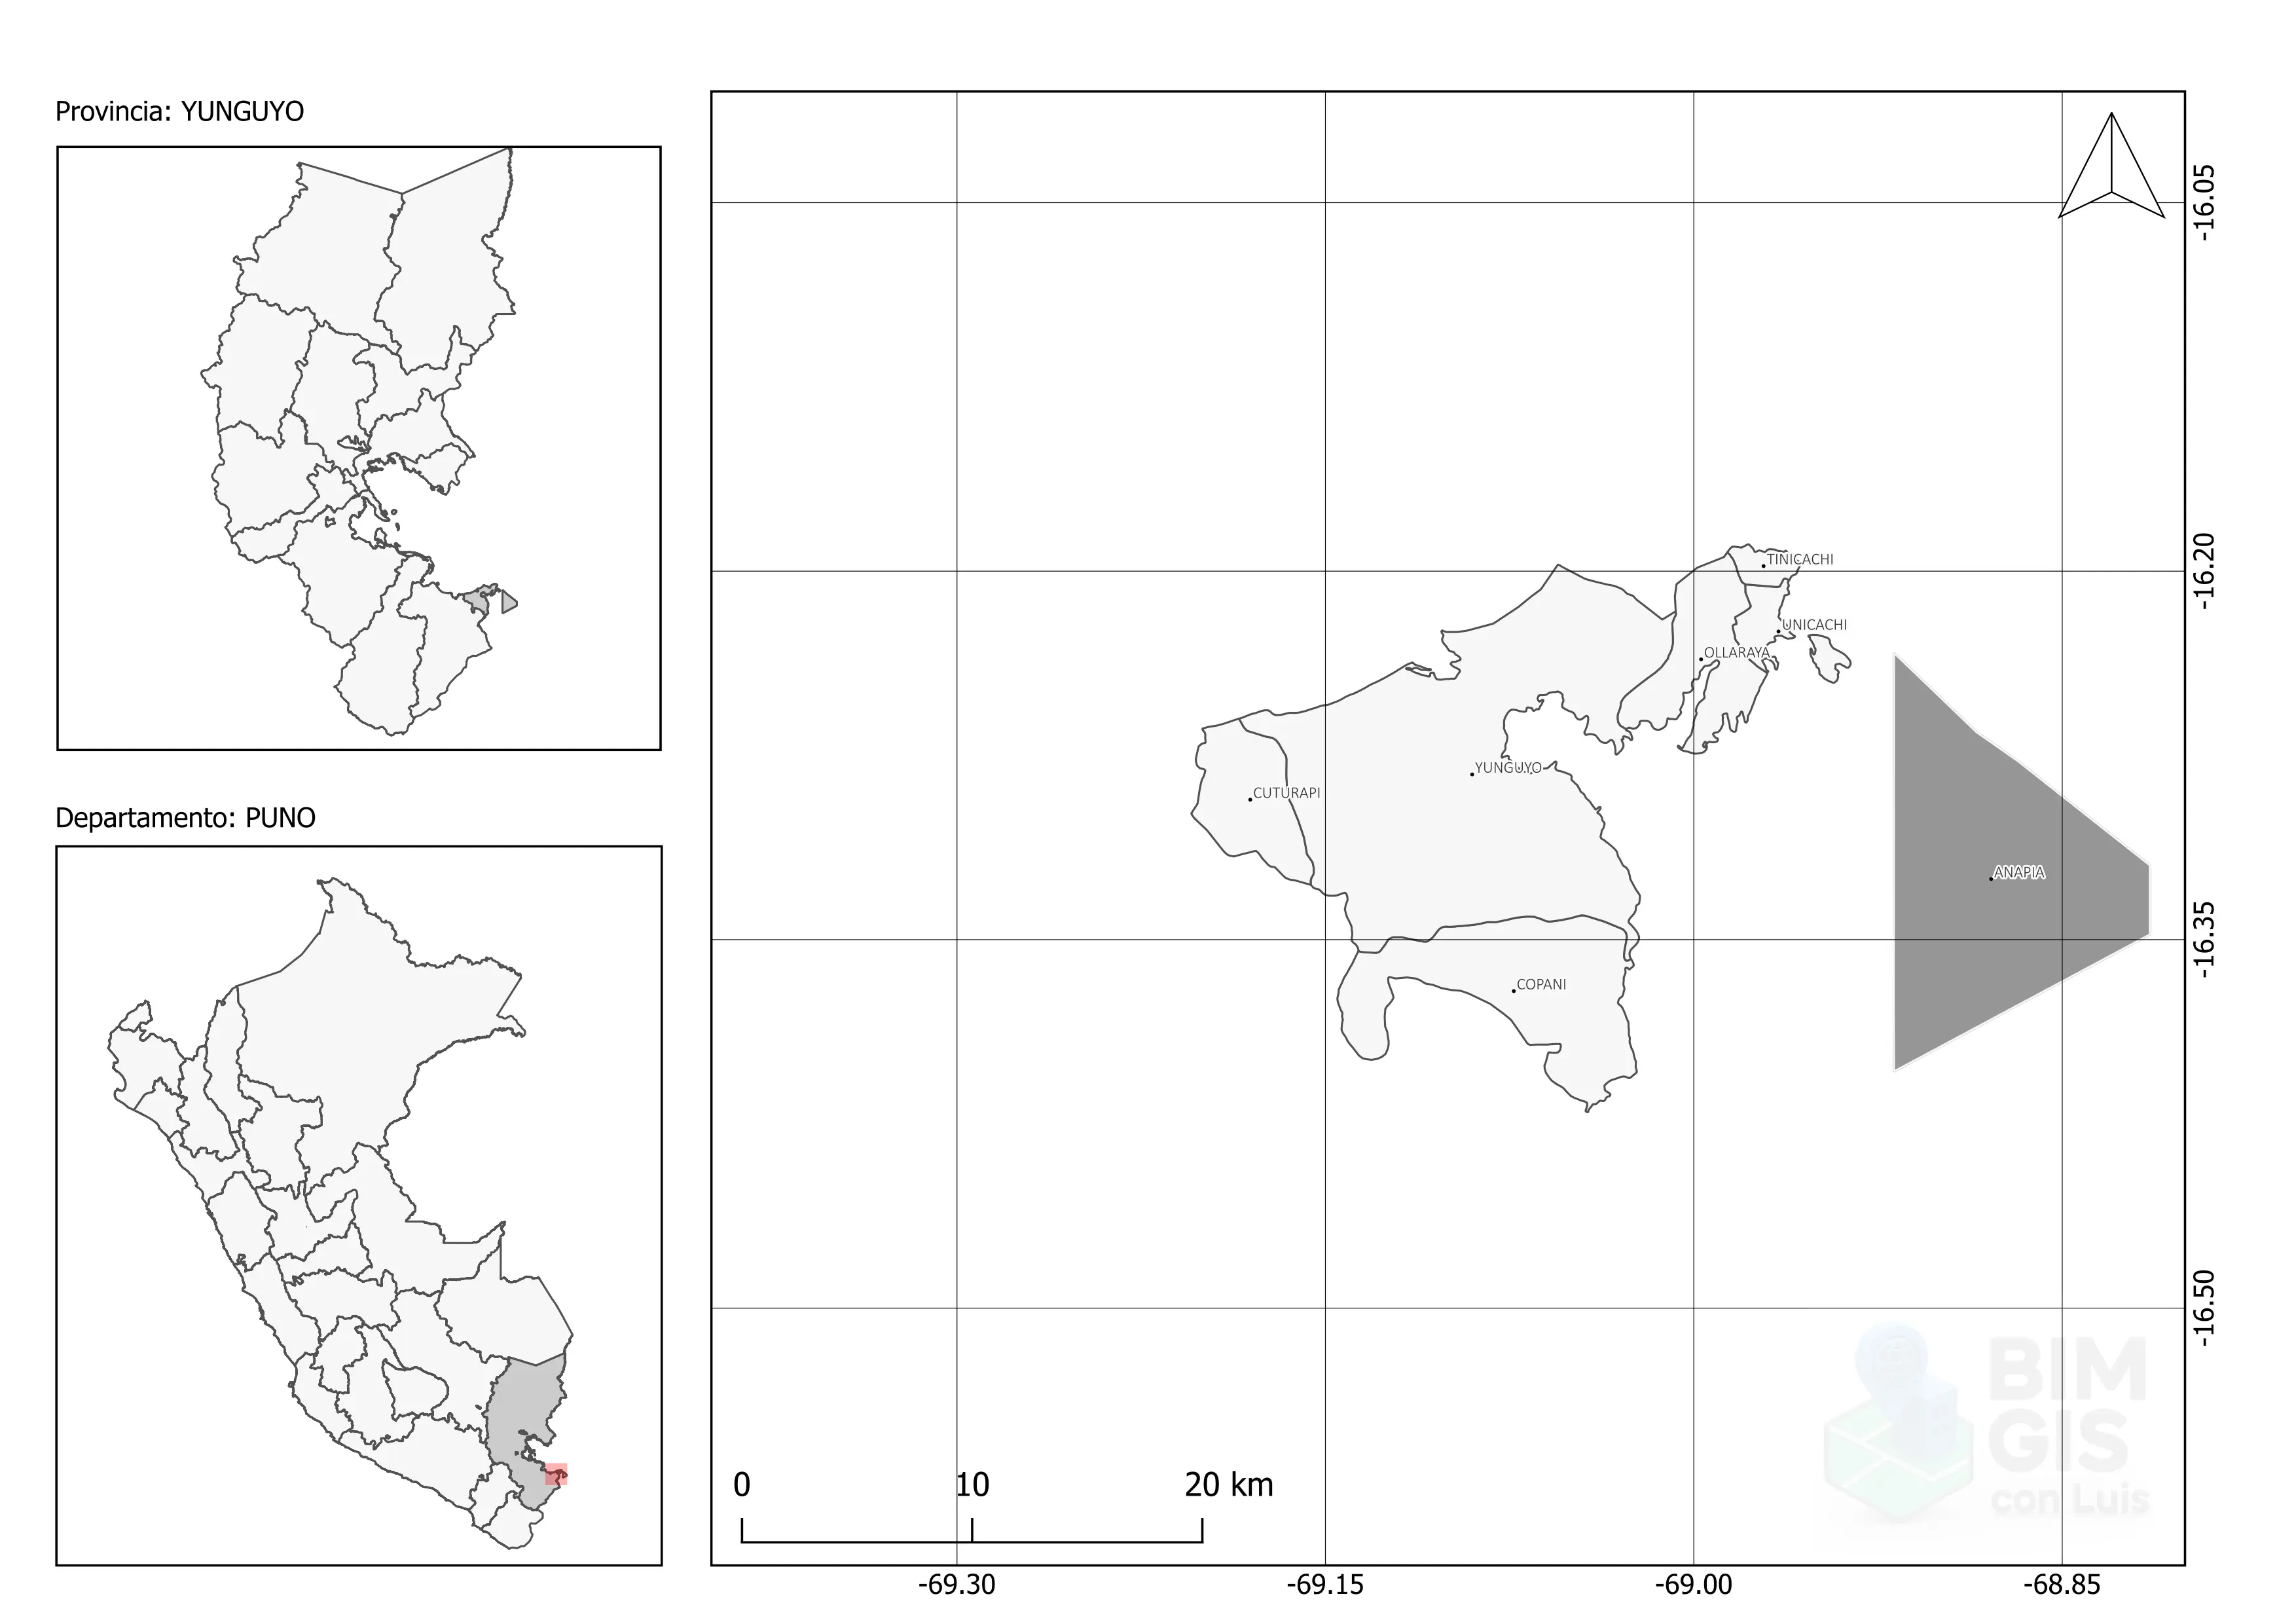 Provincia: YUNGUYO
Departamento: PUNO
TINICACHI
UNICACHI
OLLARAYA
YUNGUYO
CUTURAPI
ANAPIA
COPANI
-16.05
-16.20
-16.35
-16.50
0 10 20 km
-69.30 -69.15 -69.00 -68.85
BIM
GIS
con Luis